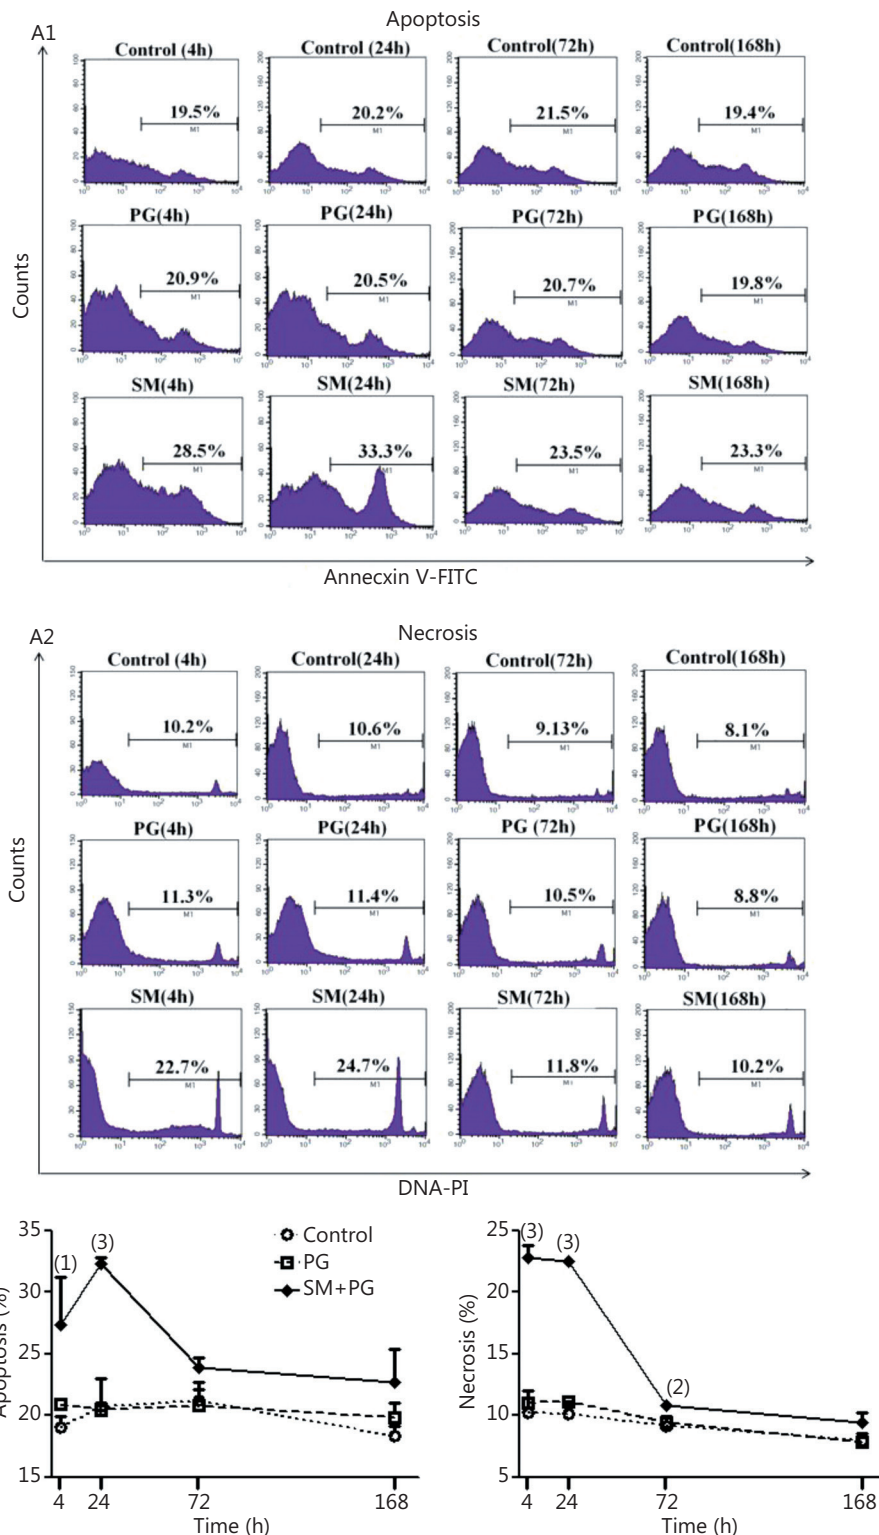 A1
Apoptosis
Control (4h) Control (24h) Control(72h) Control(168h)
19.5% 20.2% 21.5% 19.4%
M1 M1 M1 M1
PG(4h) PG(24h) PG(72h) PG(168h)
20.9% 20.5% 20.7% 19.8%
M1 M1 M1 M1
Counts
SM(4h) SM(24h) SM(72h) SM(168h)
28.5% 33.3% 23.5% 23.3%
M1 M1 M1 M1
Annecxin V-FITC
A2
Necrosis
Control (4h) Control(24h) Control(72h) Control(168h)
10.2% 10.6% 9.13% 8.1%
M1 M1 M1 M1
PG(4h) PG(24h) PG (72h) PG(168h)
11.3% 11.4% 10.5% 8.8%
M1 M1 M1 M1
Counts
SM(4h) SM(24h) SM(72h) SM(168h)
22.7% 24.7% 11.8% 10.2%
M1 M1 M1 M1
DNA-PI
35
30
25
20
15
Apoptosis (%)
(1)
(3)
Control
PG
SM+PG
4 24 72 168
Time (h)
25
20
15
10
5
Necrosis (%)
(3)
(3)
(2)
4 24 72 168
Time (h)